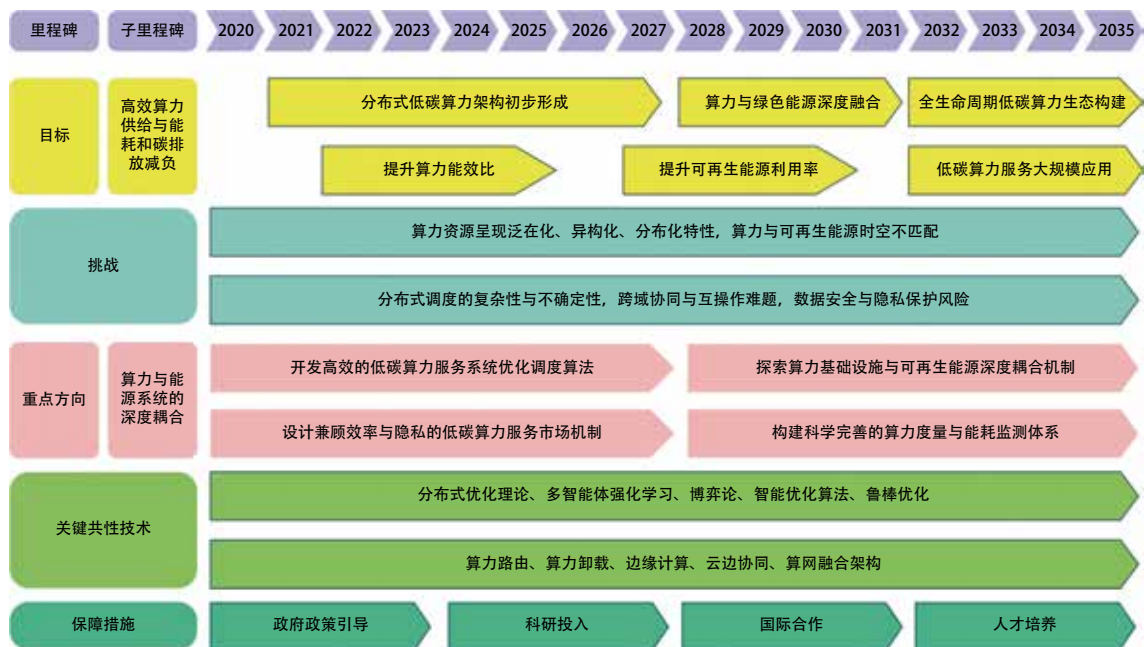 里程碑
子里程碑
2020 2021 2022 2023 2024 2025 2026 2027 2028 2029 2030 2031 2032 2033 2034 2035
目标
高效算力
供给与能
耗和碳排
放减负
分布式低碳算力架构初步形成
算力与绿色能源深度融合
全生命周期低碳算力生态构建
提升算力能效比
提升可再生能源利用率
低碳算力服务大规模应用
挑战
算力资源呈现泛在化、异构化、分布化特性，算力与可再生能源时空不匹配
分布式调度的复杂性与不确定性，跨域协同与互操作难题，数据安全与隐私保护风险
重点方向
算力与能
源系统的
深度耦合
开发高效的低碳算力服务系统优化调度算法
探索算力基础设施与可再生能源深度耦合机制
设计兼顾效率与隐私的低碳算力服务市场机制
构建科学完善的算力度量与能耗监测体系
关键共性技术
分布式优化理论、多智能体强化学习、博弈论、智能优化算法、鲁棒优化
算力路由、算力卸载、边缘计算、云边协同、算网融合架构
保障措施
政府政策引导
科研投入
国际合作
人才培养